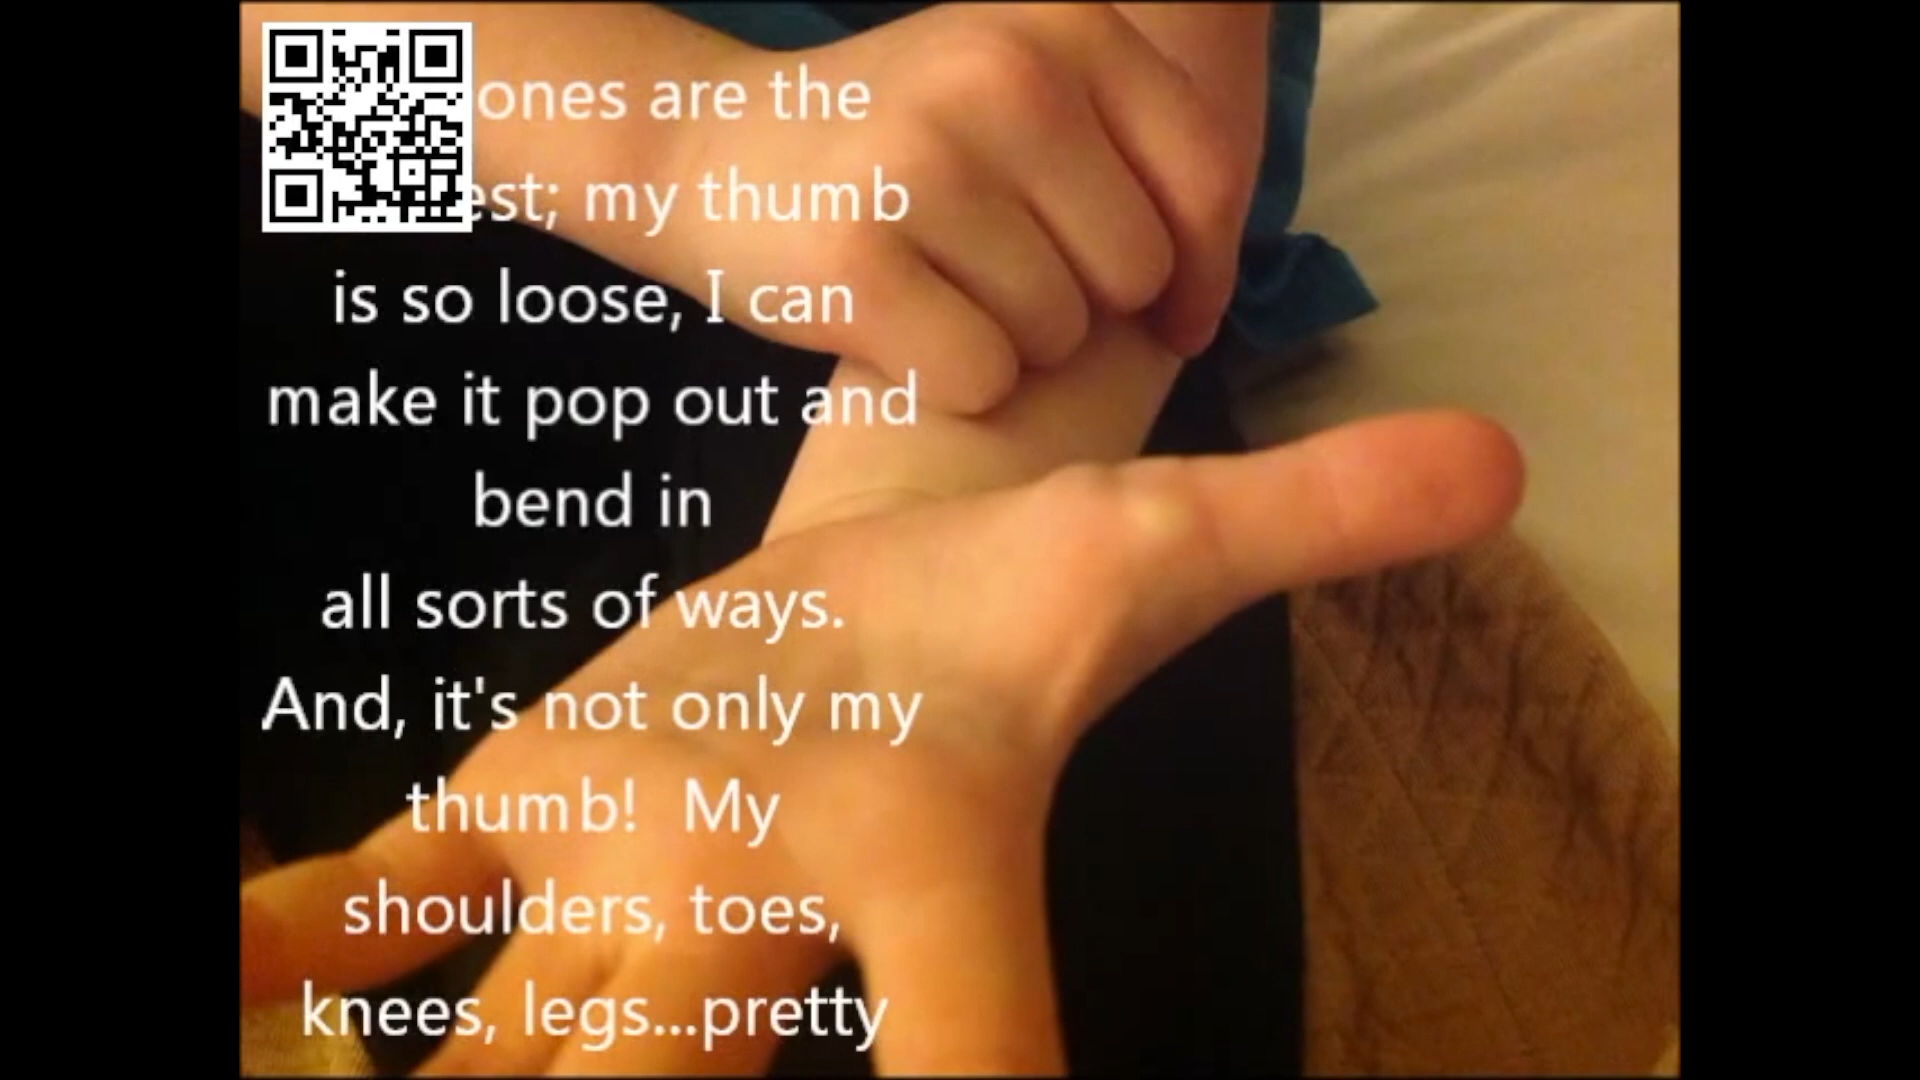 ones are the
est; my thumb
is so loose, I can
make it pop out and
bend in
all sorts of ways.
And, it's not only my
thumb! My
shoulders, toes,
knees, legs...pretty